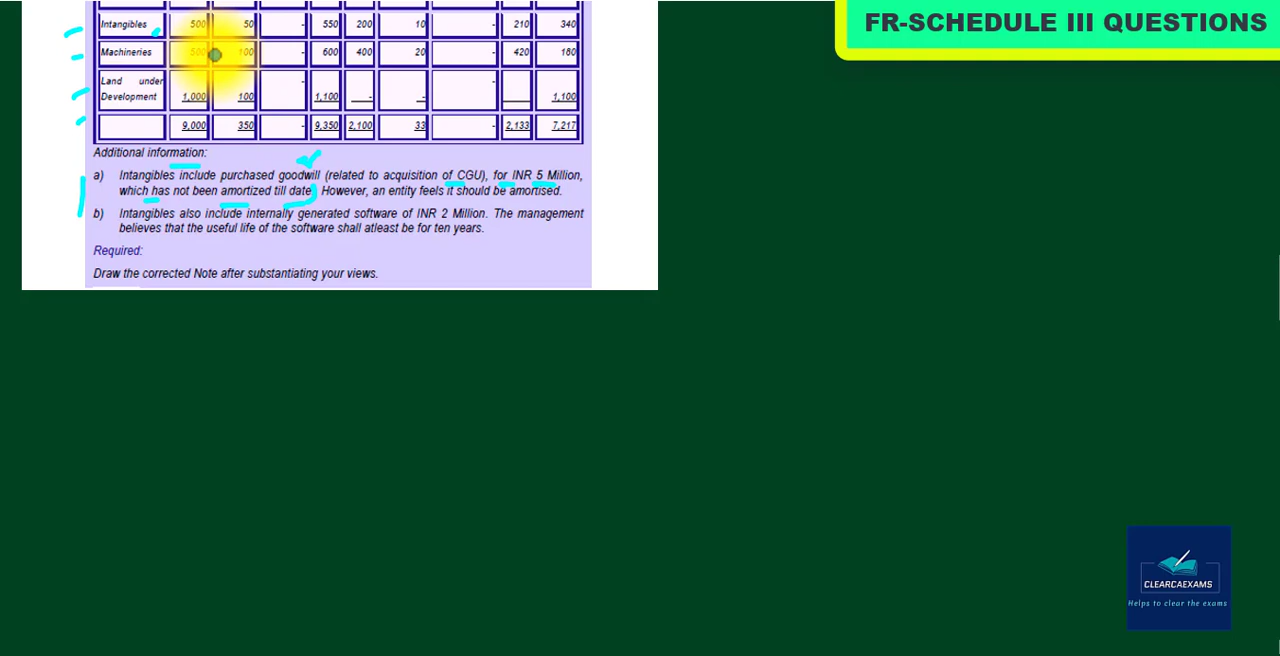 FR-SCHEDULE III QUESTIONS
Intangibles 500 50 - 550 200 10 - 210 340
Machineries 500 100 - 600 400 20 420 180
Land under - -
Development 1,000 100 1,100 - - 1,100
9,000 350 - 9,350 2,100 33 - 2,133 7,217
Additional information:
a) Intangibles include purchased goodwill (related to acquisition of CGU), for INR 5 Million,
which has not been amortized till date. However, an entity feels it should be amortised.
b) Intangibles also include internally generated software of INR 2 Million. The management
believes that the useful life of the software shall atleast be for ten years.
Required:
Draw the corrected Note after substantiating your views.
CLEARCAEXAMS
Helps to clear the exams